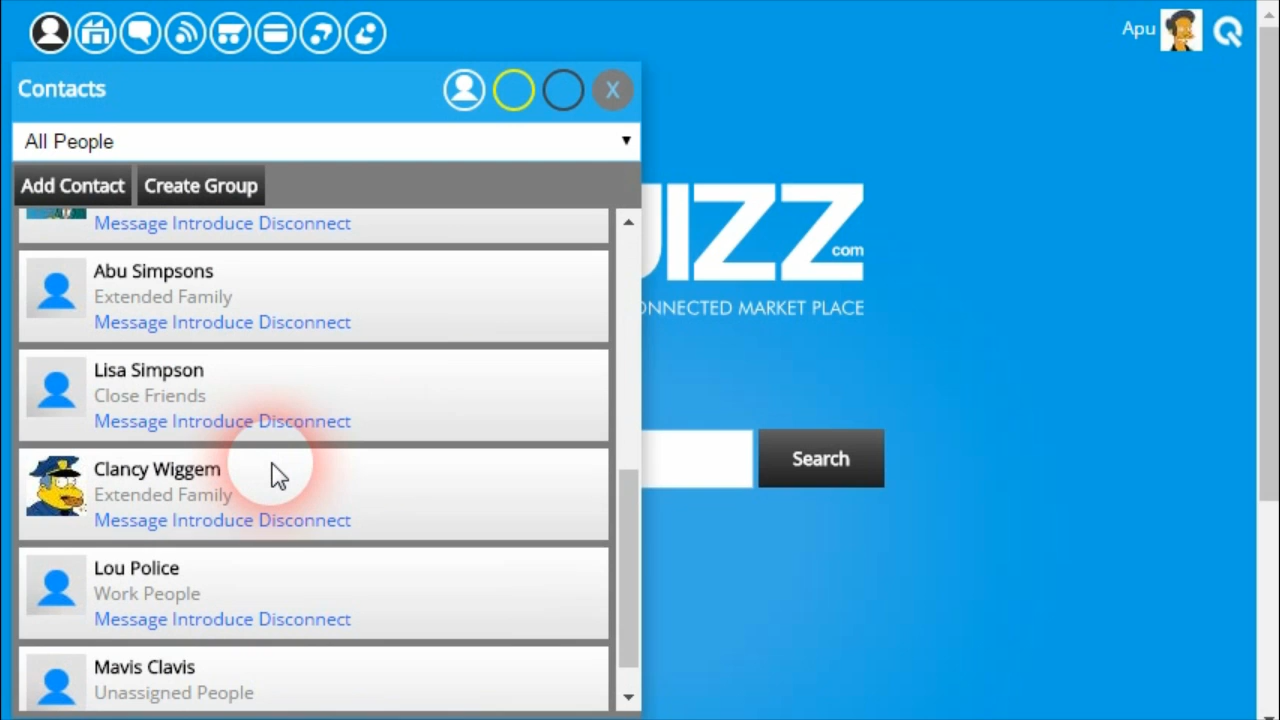 Apu
Contacts
X
All People
Add Contact Create Group
Message Introduce Disconnect
Abu Simpsons
Extended Family
Message Introduce Disconnect
Lisa Simpson
Close Friends
Message Introduce Disconnect
Clancy Wiggem
Extended Family
Message Introduce Disconnect
Lou Police
Work People
Message Introduce Disconnect
Mavis Clavis
Unassigned People
IZZ
.com
ONNECTED MARKET PLACE
Search